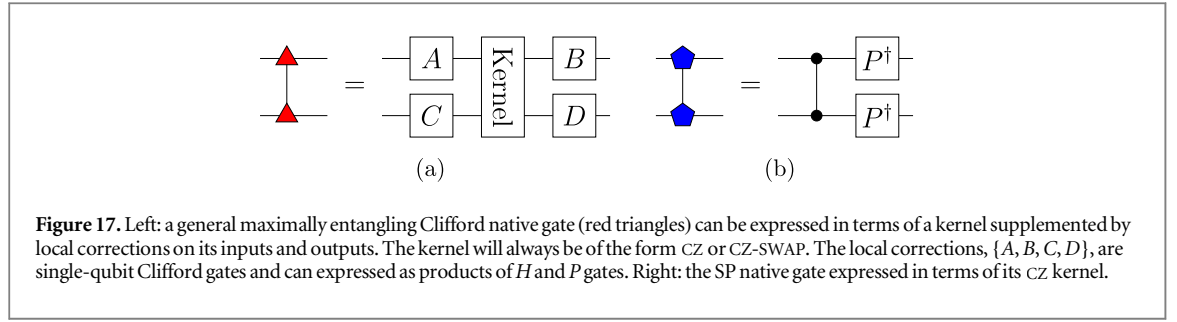 = A Kernel B = P†
C D P†
(a) (b)
Figure 17. Left: a general maximally entangling Clifford native gate (red triangles) can be expressed in terms of a kernel supplemented by
local corrections on its inputs and outputs. The kernel will always be of the form CZ or CZ-SWAP. The local corrections, {A, B, C, D}, are
single-qubit Clifford gates and can expressed as products of H and P gates. Right: the SP native gate expressed in terms of its CZ kernel.